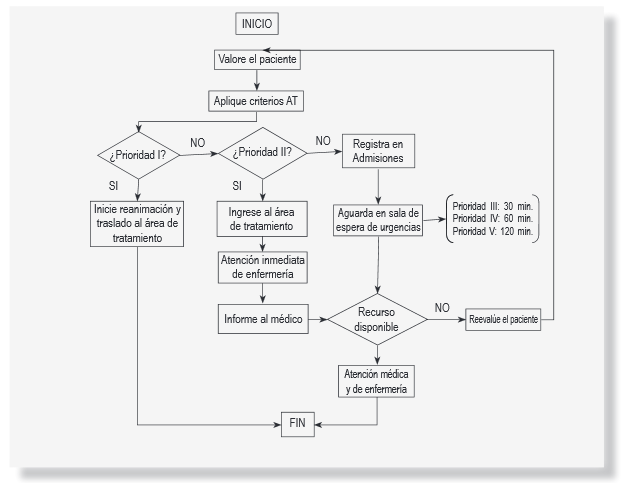 INICIO
Valore el paciente
Aplique criterios AT
¿Prioridad I?
NO
¿Prioridad II?
NO
Registra en
Admisiones
SI
SI
Inicie reanimación y
traslado al área de
tratamiento
Ingrese al área
de tratamiento
Aguarda en sala de
espera de urgencias
Prioridad III: 30 min.
Prioridad IV: 60 min.
Prioridad V: 120 min.
Atención inmediata
de enfermería
Informe al médico
Recurso
disponible
NO
Reevalúe el paciente
Atención médica
y de enfermería
FIN